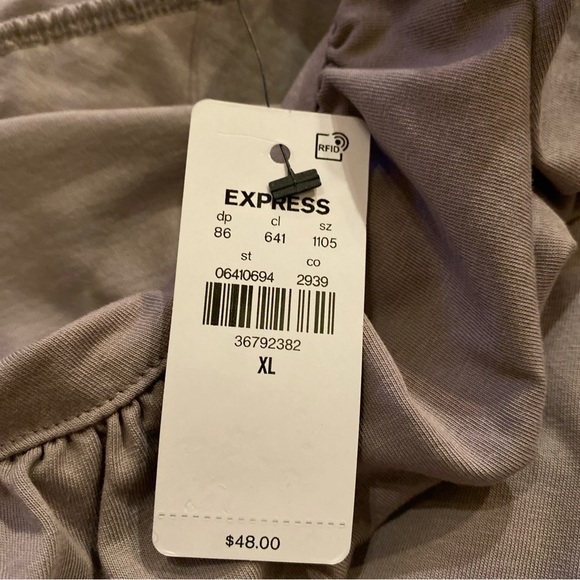 RFID
EXPRESS
dp cl sz
86 641 1105
st co
06410694 2939
36792382
XL
$48.00